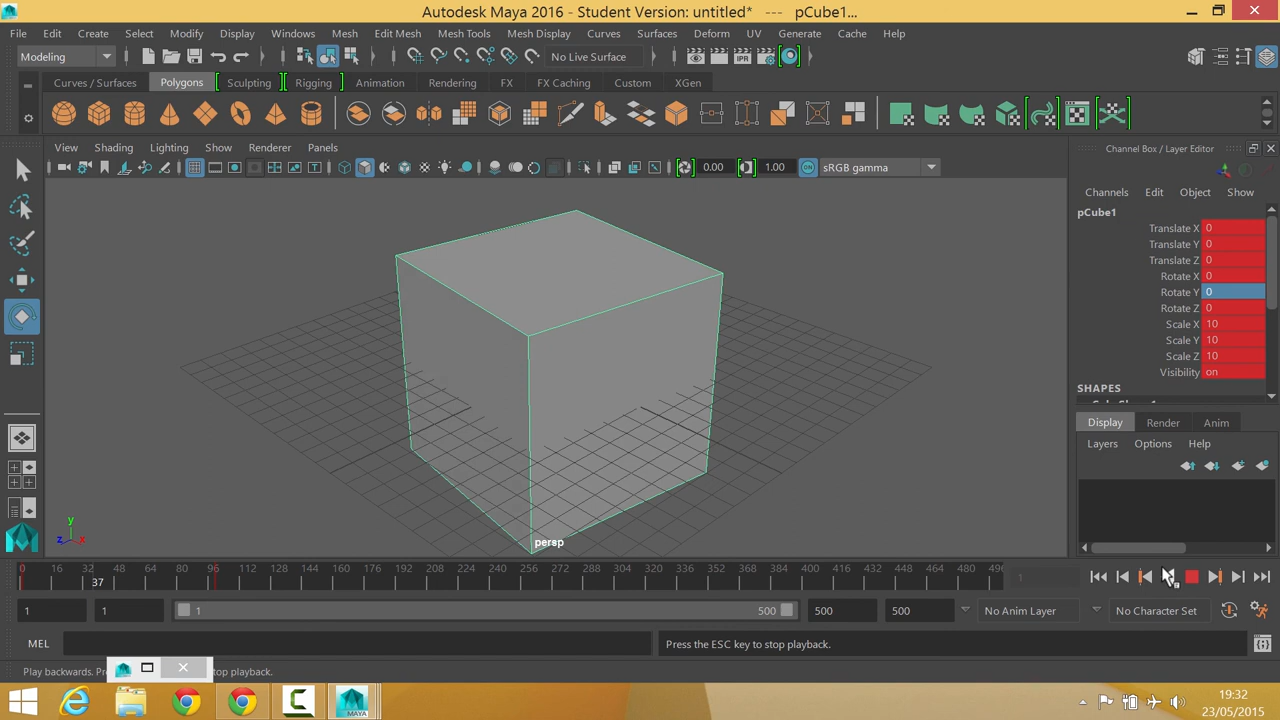 Autodesk Maya 2016 - Student Version: untitled*   ---   pCube1...
File Edit Create Select Modify Display Windows Mesh Edit Mesh Mesh Tools Mesh Display Curves Surfaces Deform UV Generate Cache Help
Modeling No Live Surface IPR
Curves / Surfaces Polygons Sculpting Rigging Animation Rendering FX FX Caching Custom XGen
View Shading Lighting Show Renderer Panels
0.00 1.00 ON sRGB gamma
Channel Box / Layer Editor
Channels Edit Object Show
pCube1
Translate X 0
Translate Y 0
Translate Z 0
Rotate X 0
Rotate Y 0
Rotate Z 0
Scale X 10
Scale Y 10
Scale Z 10
Visibility on
SHAPES
Display Render Anim
Layers Options Help
y
z x
persp
0 16 32 48 64 80 96 112 128 144 160 176 192 208 224 240 256 272 288 304 320 336 352 368 384 400 416 432 448 464 480 496
37
1
1 1 1 500 500 500 No Anim Layer No Character Set
MEL Press the ESC key to stop playback.
Play backwards. Pre
top playback.
MAYA
19:32
23/05/2015